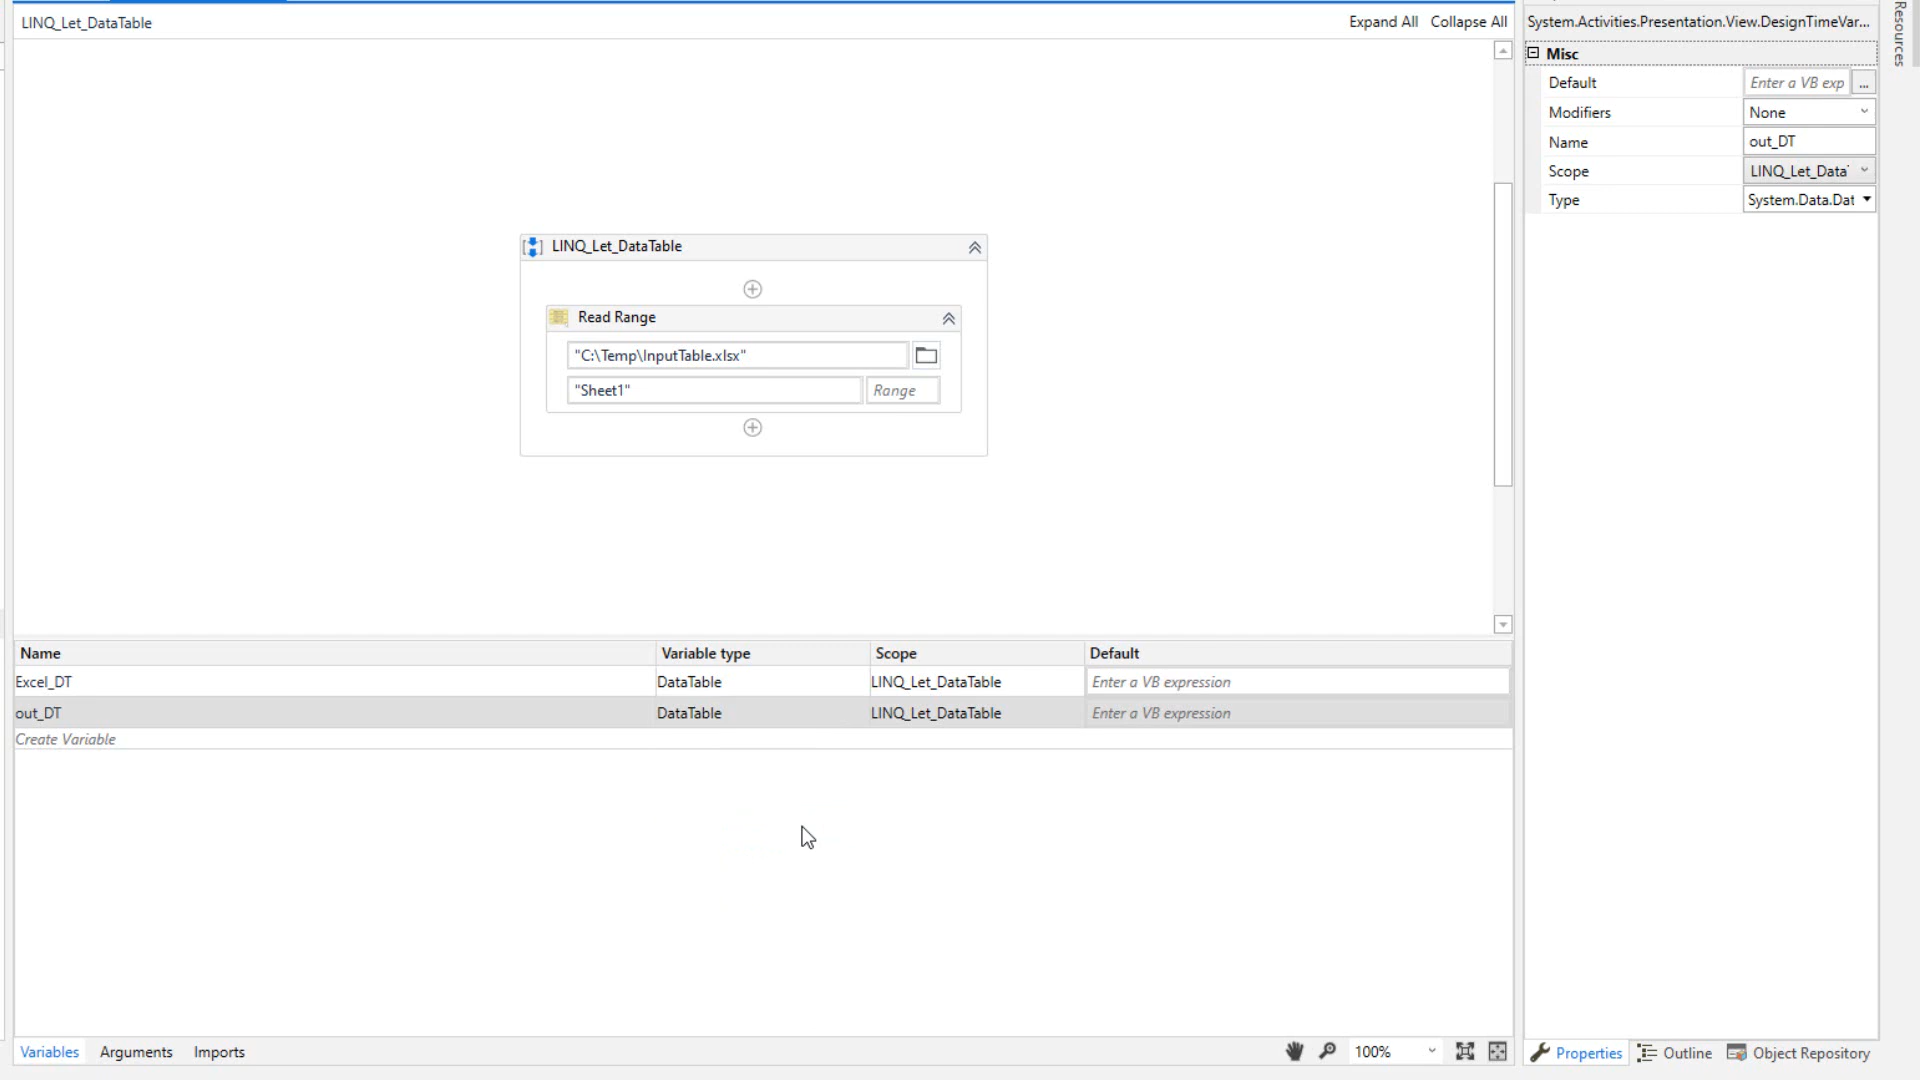 LINQ_Let_DataTable
Expand All Collapse All
System.Activities.Presentation.View.DesignTimeVar...
Resources
Misc
Default Enter a VB exp ...
Modifiers None
Name out_DT
Scope LINQ_Let_Data
Type System.Data.Dat
LINQ_Let_DataTable
Read Range
"C:\Temp\InputTable.xlsx"
"Sheet1" Range
Name Variable type Scope Default
Excel_DT DataTable LINQ_Let_DataTable Enter a VB expression
out_DT DataTable LINQ_Let_DataTable Enter a VB expression
Create Variable
Variables Arguments Imports 100% Properties Outline Object Repository